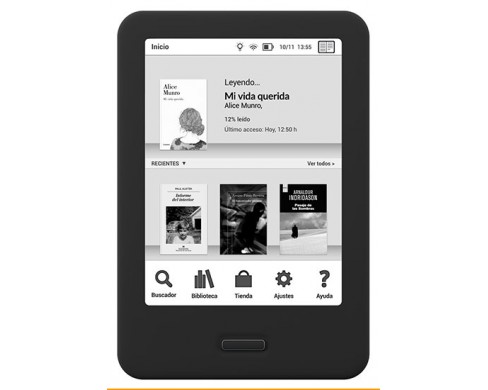 Inicio
10/11 13:55
Leyendo...
Mi vida querida
Alice Munro,
12% leído
Último acceso: Hoy, 12:50 h
Alice
Munro
Mi vida querida
RECIENTES ▼
Ver todos »
PAUL AUSTER
Informe
del interior
ARNALDUR
INDRIDASON
Pasaje de
las Sombras
Buscador
Biblioteca
Tienda
Ajustes
Ayuda